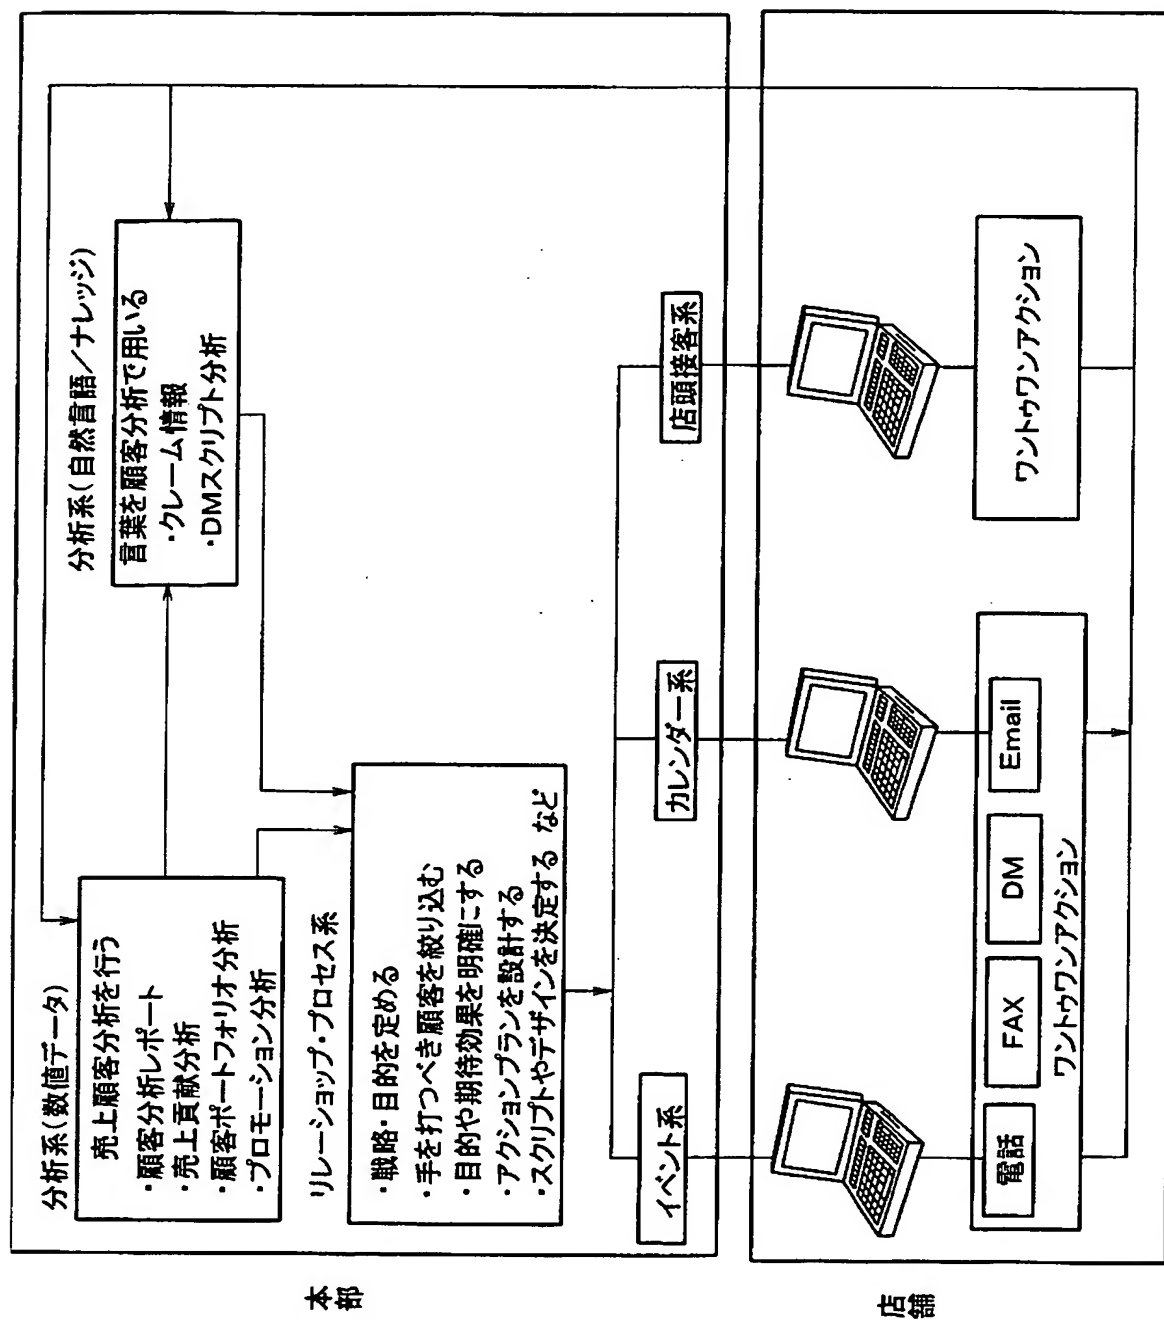 本部
分析系(数値データ)
売上顧客分析を行う
・顧客分析レポート
・売上貢献分析
・顧客ポートフォリオ分析
・プロモーション分析
分析系(自然言語/ナレッジ)
言葉を顧客分析で用いる
・クレーム情報
・DMスクリプト分析
リレーショップ・プロセス系
・戦略・目的を定める
・手を打つべき顧客を絞り込む
・目的や期待効果を明確にする
・アクションプランを設計する
・スクリプトやデザインを決定する など
イベント系
カレンダー系
店頭接客系
店舗
電話
FAX
DM
Email
ワントゥワンアクション
ワントゥワンアクション